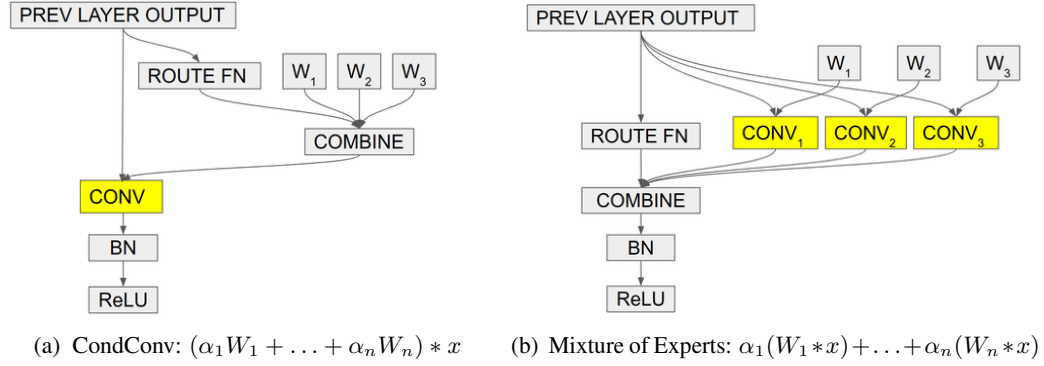 PREV LAYER OUTPUT
ROUTE FN
W₁
W₂
W₃
COMBINE
CONV
BN
ReLU
(a) CondConv: (α₁W₁ + … + αₙWₙ) ∗ x
PREV LAYER OUTPUT
W₁
W₂
W₃
ROUTE FN
CONV₁
CONV₂
CONV₃
COMBINE
BN
ReLU
(b) Mixture of Experts: α₁(W₁∗x)+…+αₙ(Wₙ∗x)